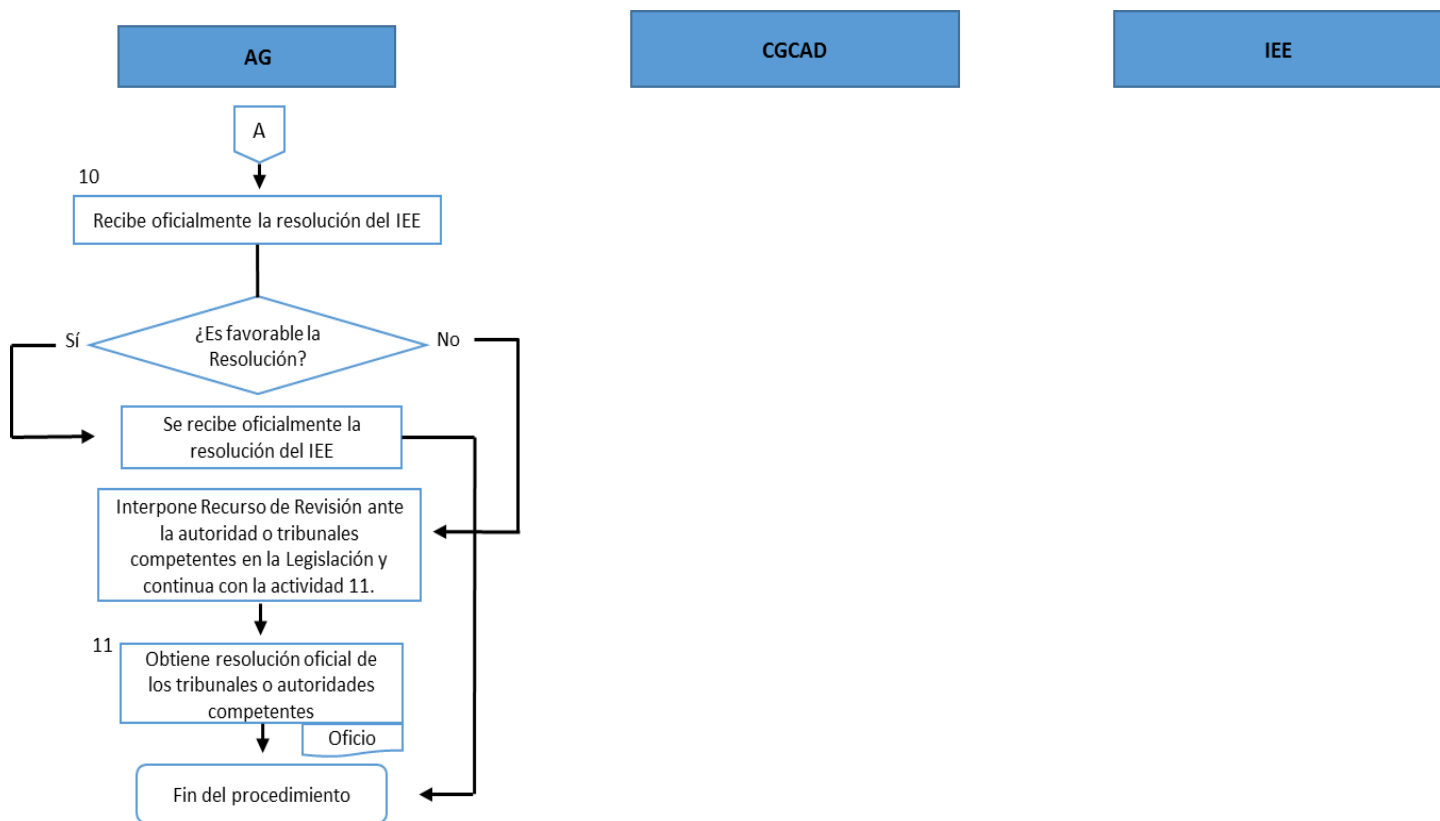 AG
CGCAD
IEE
A
10
Recibe oficialmente la resolución del IEE
¿Es favorable la
Resolución?
Sí
No
Se recibe oficialmente la
resolución del IEE
Interpone Recurso de Revisión ante
la autoridad o tribunales
competentes en la Legislación y
continua con la actividad 11.
11
Obtiene resolución oficial de
los tribunales o autoridades
competentes
Oficio
Fin del procedimiento